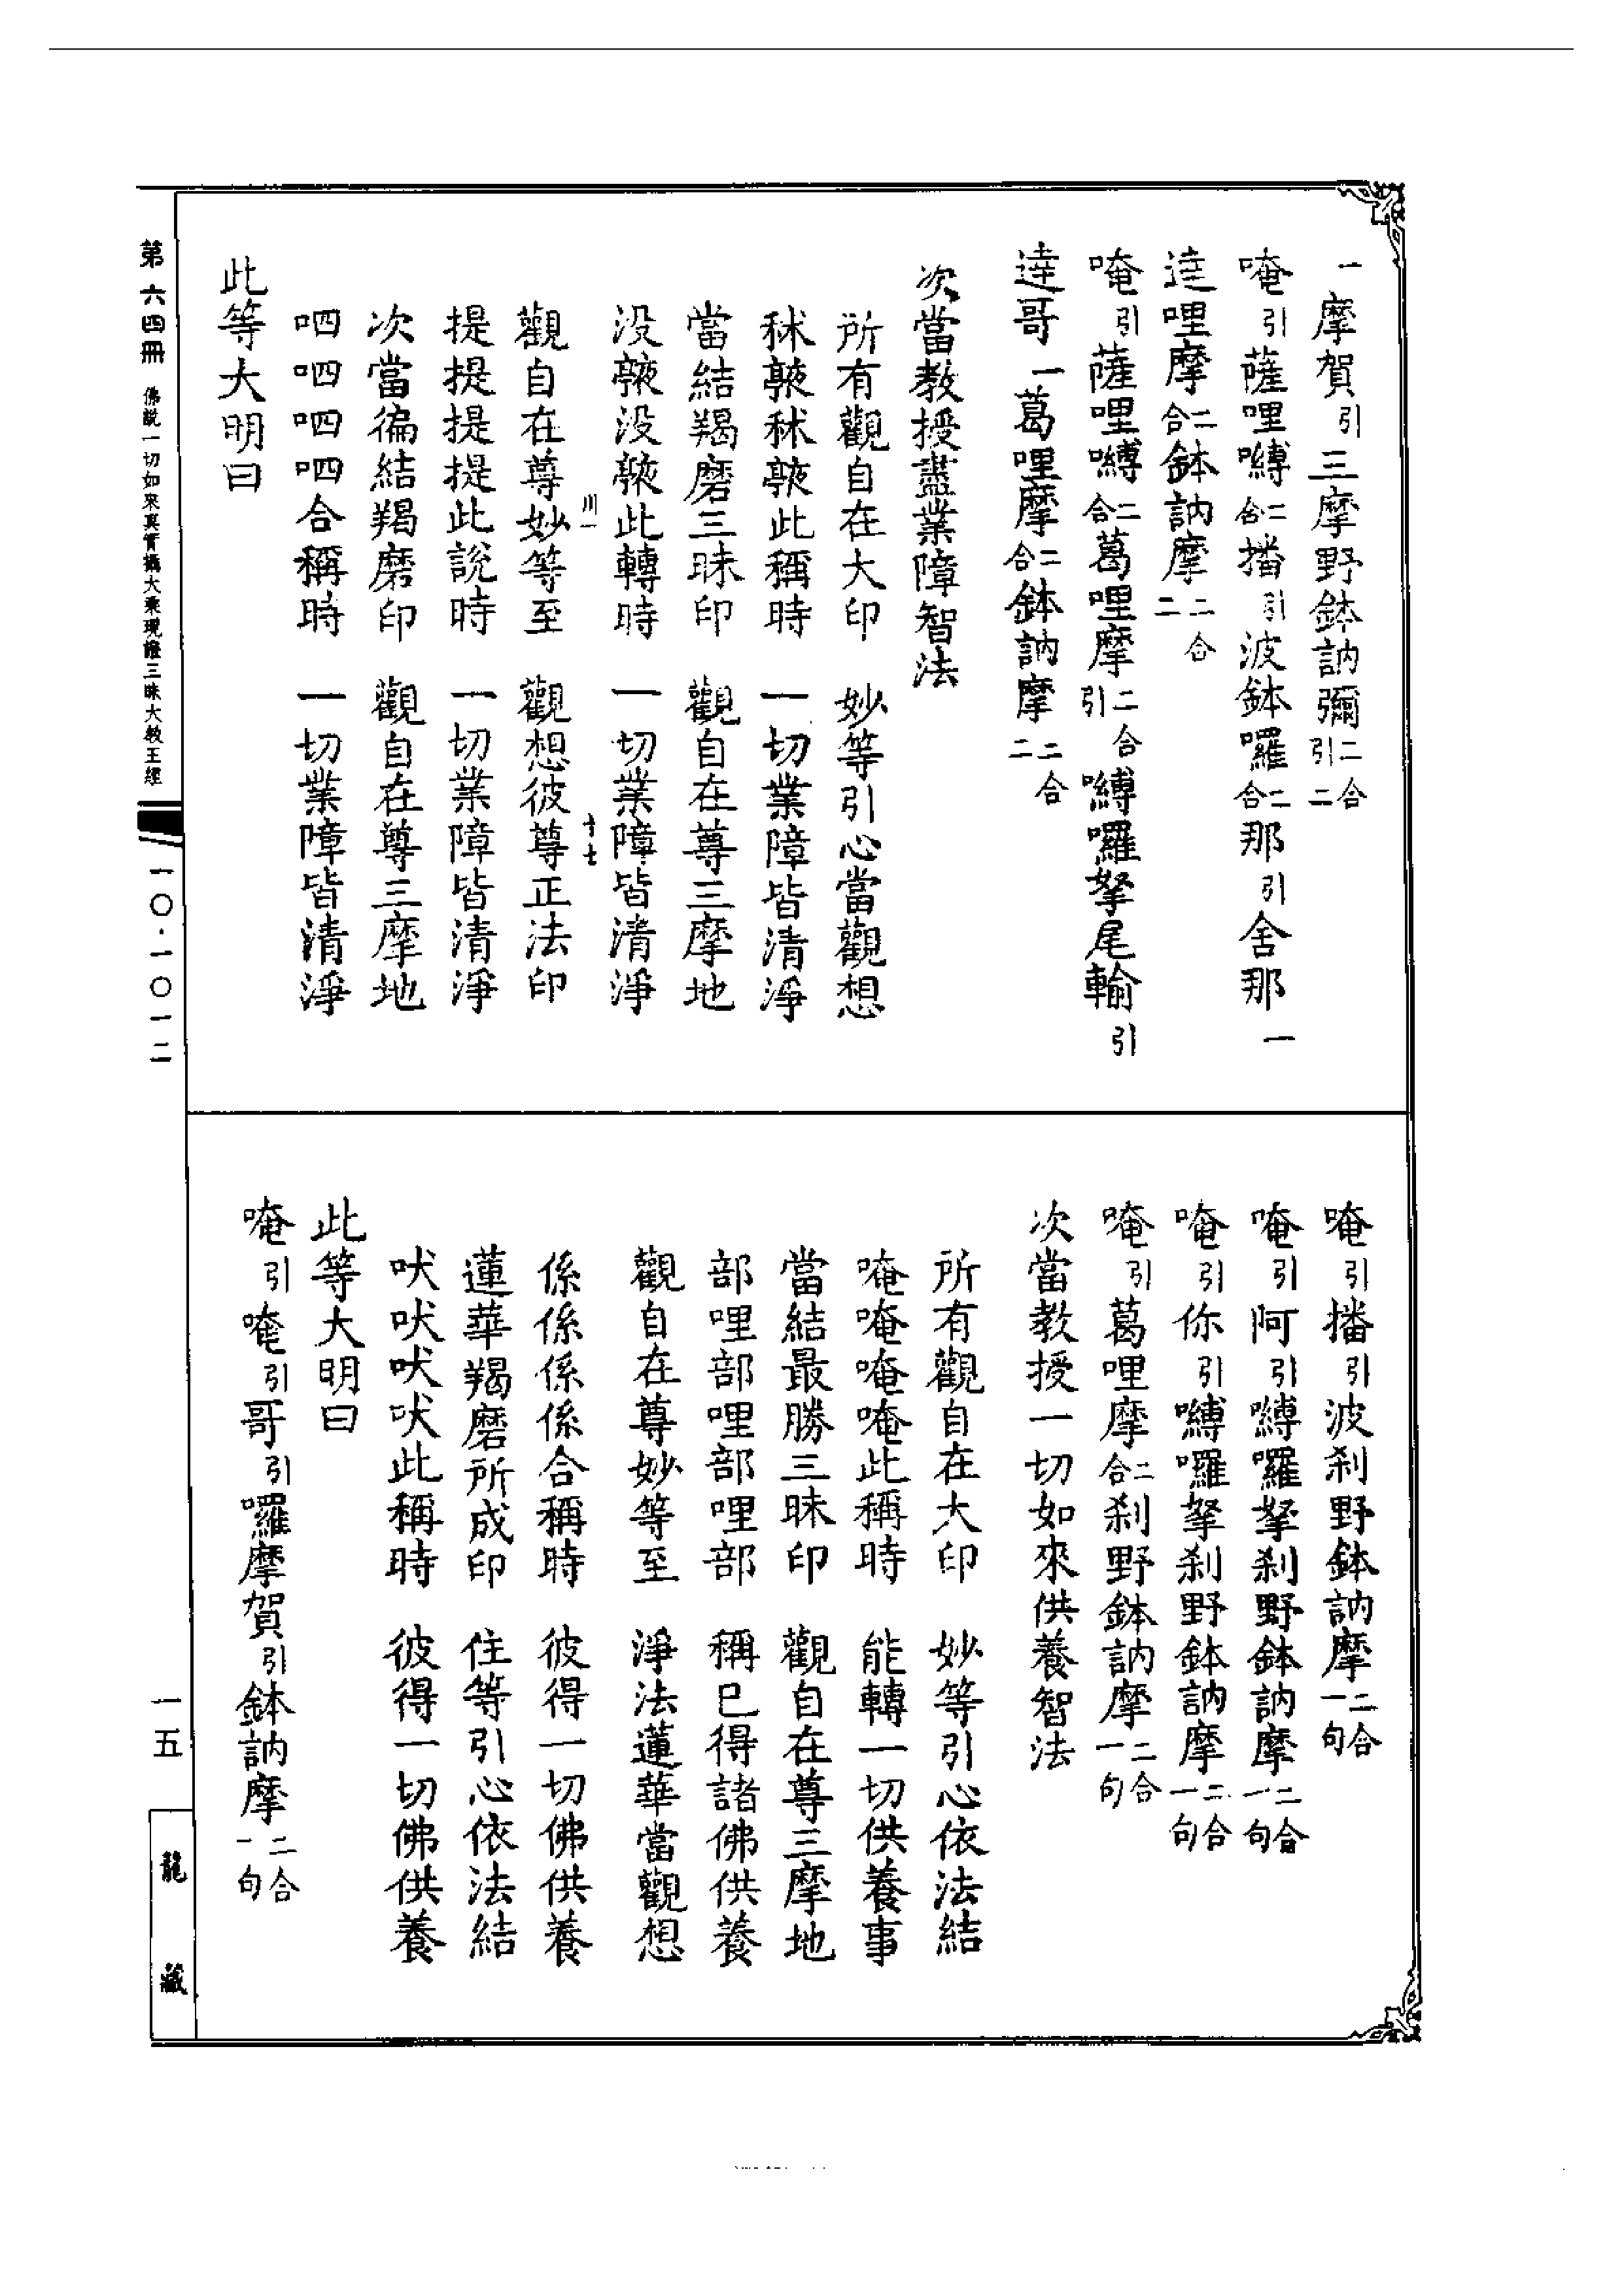 一摩賀引三摩野鉢訥彌二合引二
唵引薩哩嚩二合播引波鉢囉二合那引舍那一
達哩摩二合鉢訥摩二合二
唵引薩哩嚩二合葛哩摩二合引嚩囉拏尾輸引
達哥一葛哩摩二合鉢訥摩二合二
次當教授盡業障智法
所有觀自在大印　妙等引心當觀想
秫𣣋秫𣣋此稱時　一切業障皆清淨
當結羯磨三昧印　觀自在尊三摩地
没𣣋没𣣋此轉時　一切業障皆清淨
川一　十七
觀自在尊妙等至　觀想彼尊正法印
提提提提此說時　一切業障皆清淨
次當徧結羯磨印　觀自在尊三摩地
呬呬呬呬合稱時　一切業障皆清淨
此等大明曰
唵引播引波刹野鉢訥摩二合一句
唵引阿引嚩囉拏刹野鉢訥摩二合一句
唵引你引嚩囉拏刹野鉢訥摩二合一句
唵引葛哩摩二合刹野鉢訥摩二合一句
次當教授一切如來供養智法
所有觀自在大印　妙等引心依法結
唵唵唵唵此稱時　能轉一切供養事
當結最勝三昧印　觀自在尊三摩地
部哩部哩部哩部　稱已得諸佛供養
觀自在尊妙等至　淨法蓮華當觀想
係係係係合稱時　彼得一切佛供養
蓮華羯磨所成印　住等引心依法結
吠吠吠吠此稱時　彼得一切佛供養
此等大明曰
唵引唵引哥引囉摩賀引鉢訥摩二合一句
第六四冊　佛說一切如來真實攝大乘現證三昧大教王經
一〇・一〇一二
一五
龍藏